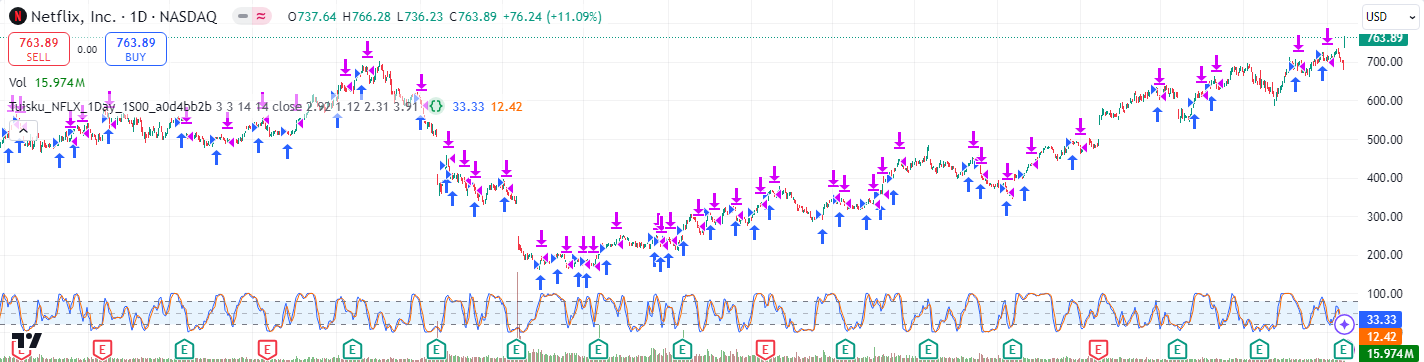 Netflix, Inc. · 1D · NASDAQ O737.64 H766.28 L736.23 C763.89 +76.24 (+11.09%)
USD
763.89 SELL 0.00 763.89 BUY
763.89
Vol 15.974M
700.00
Tuisku_NFLX_1Day_1S00_a0d4bb2b 3 3 14 14 close 2.92 1.12 2.31 3.91 {} 33.33 12.42
600.00
500.00
400.00
300.00
200.00
100.00
33.33
12.42
E E E E E E E E E E E E E E E E E
15.974M